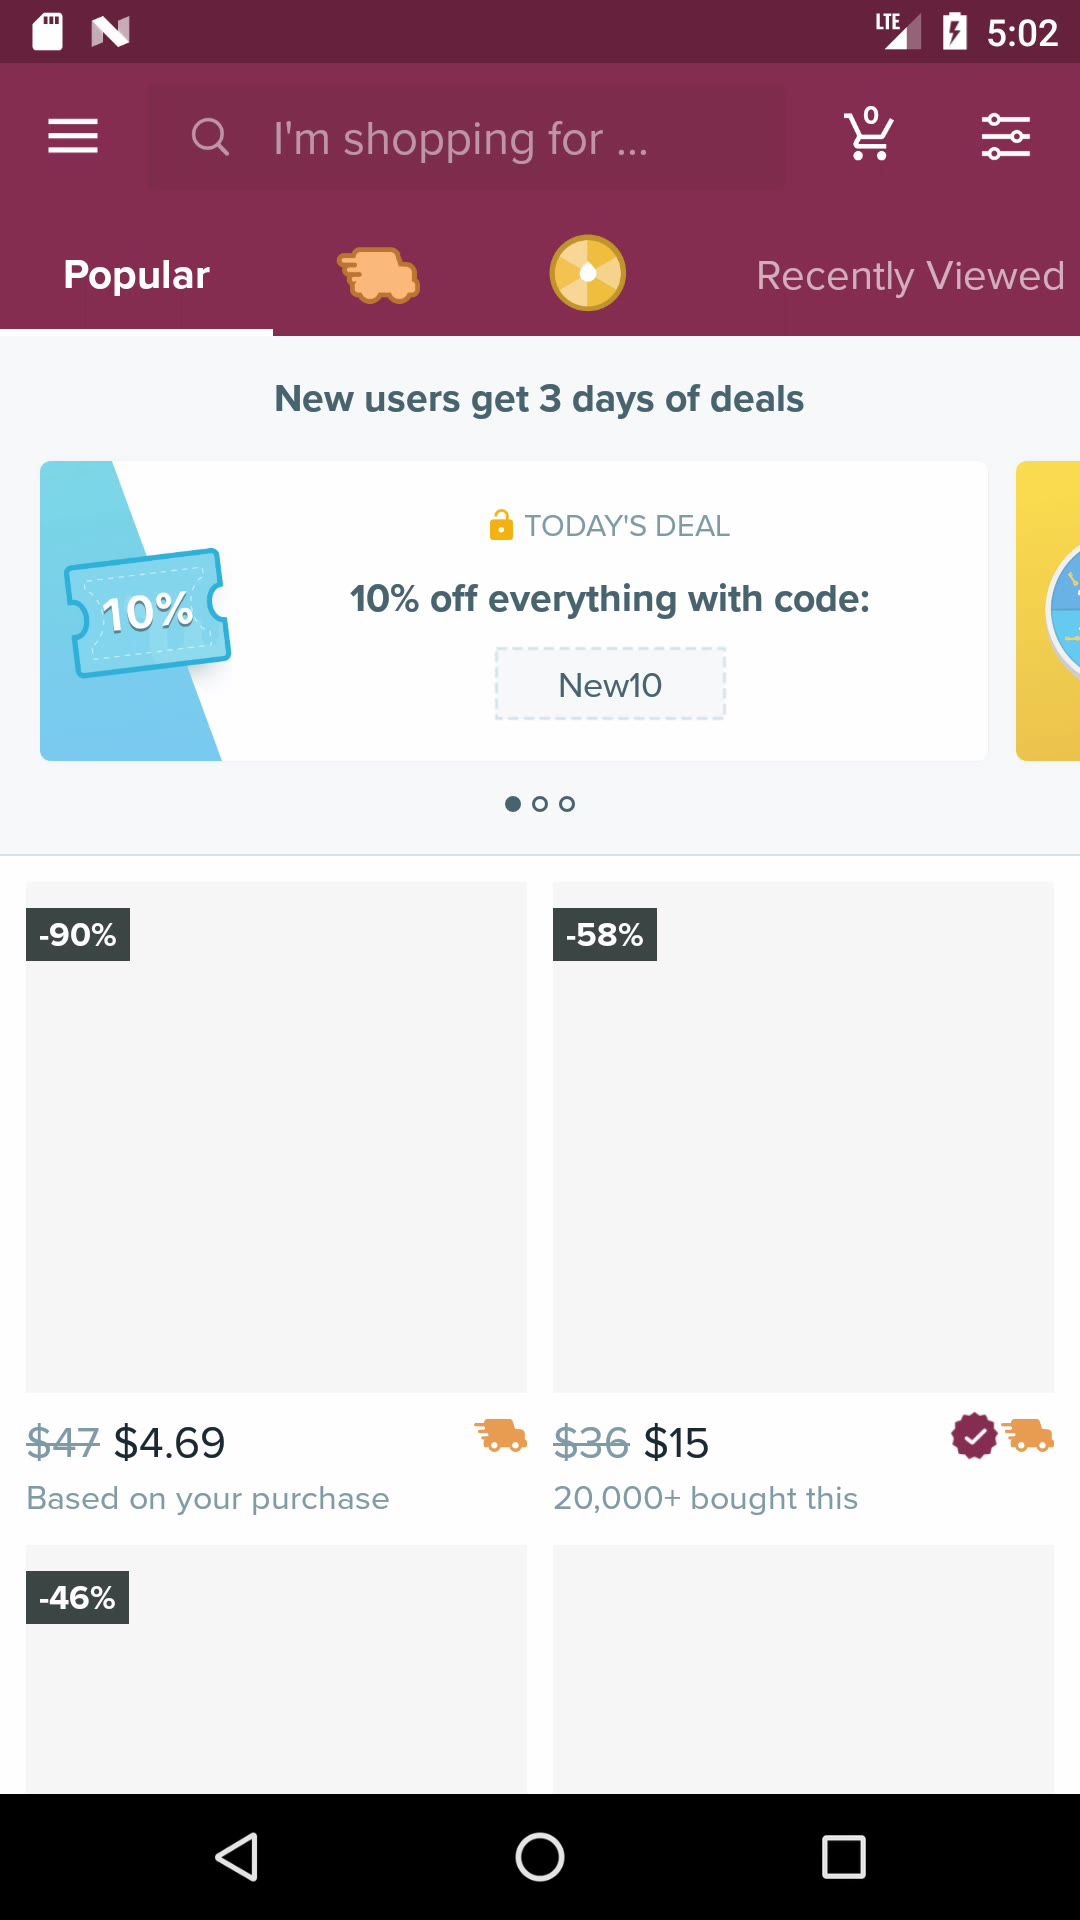 LTE 5:02
I'm shopping for ...
0
Popular
Recently Viewed
New users get 3 days of deals
10%
TODAY'S DEAL
10% off everything with code:
New10
-90%
-58%
$47 $4.69
$36 $15
Based on your purchase
20,000+ bought this
-46%